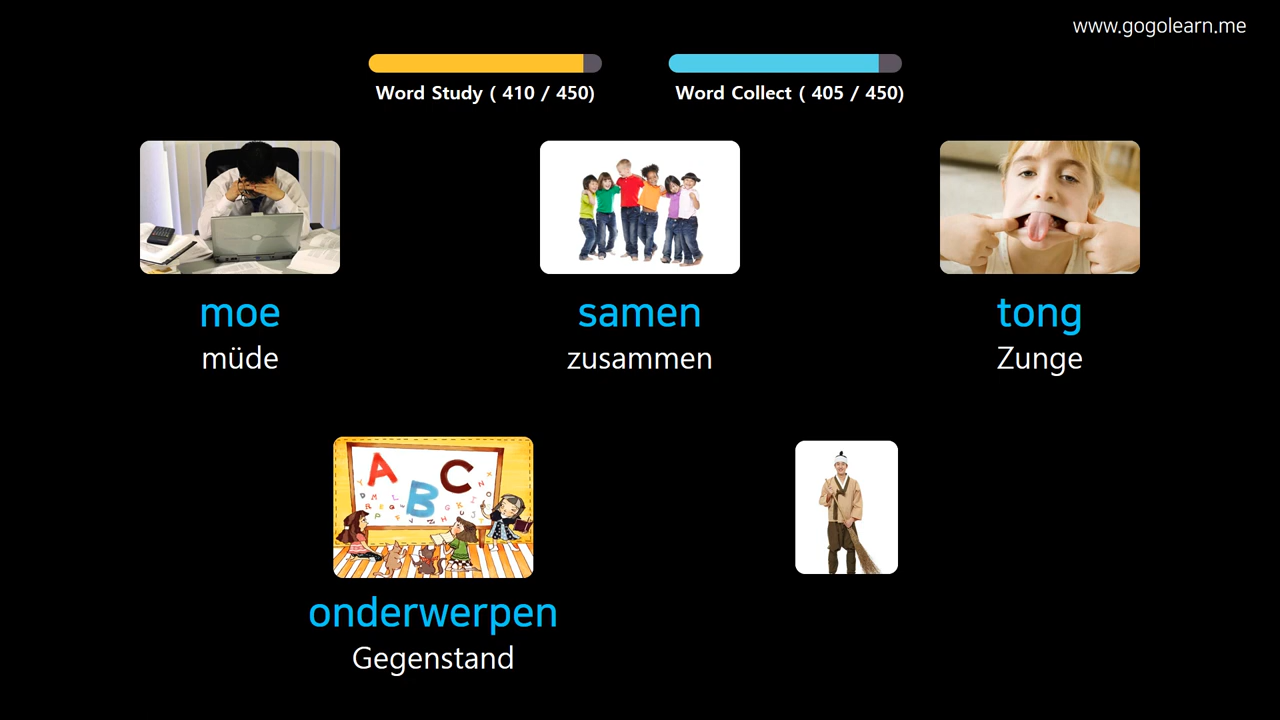 www.gogolearn.me
Word Study ( 410 / 450)
Word Collect ( 405 / 450)
moe
müde
samen
zusammen
tong
Zunge
A B C
onderwerpen
Gegenstand